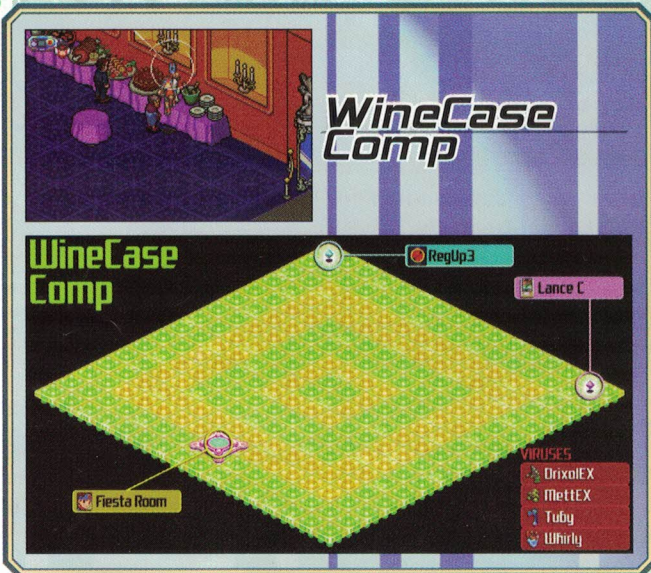 WineCase
Comp
WineCase
Comp
RegUp3
Lance C
Fiesta Room
VIRUSES
DrixolEX
MettEX
Tuby
Whirly